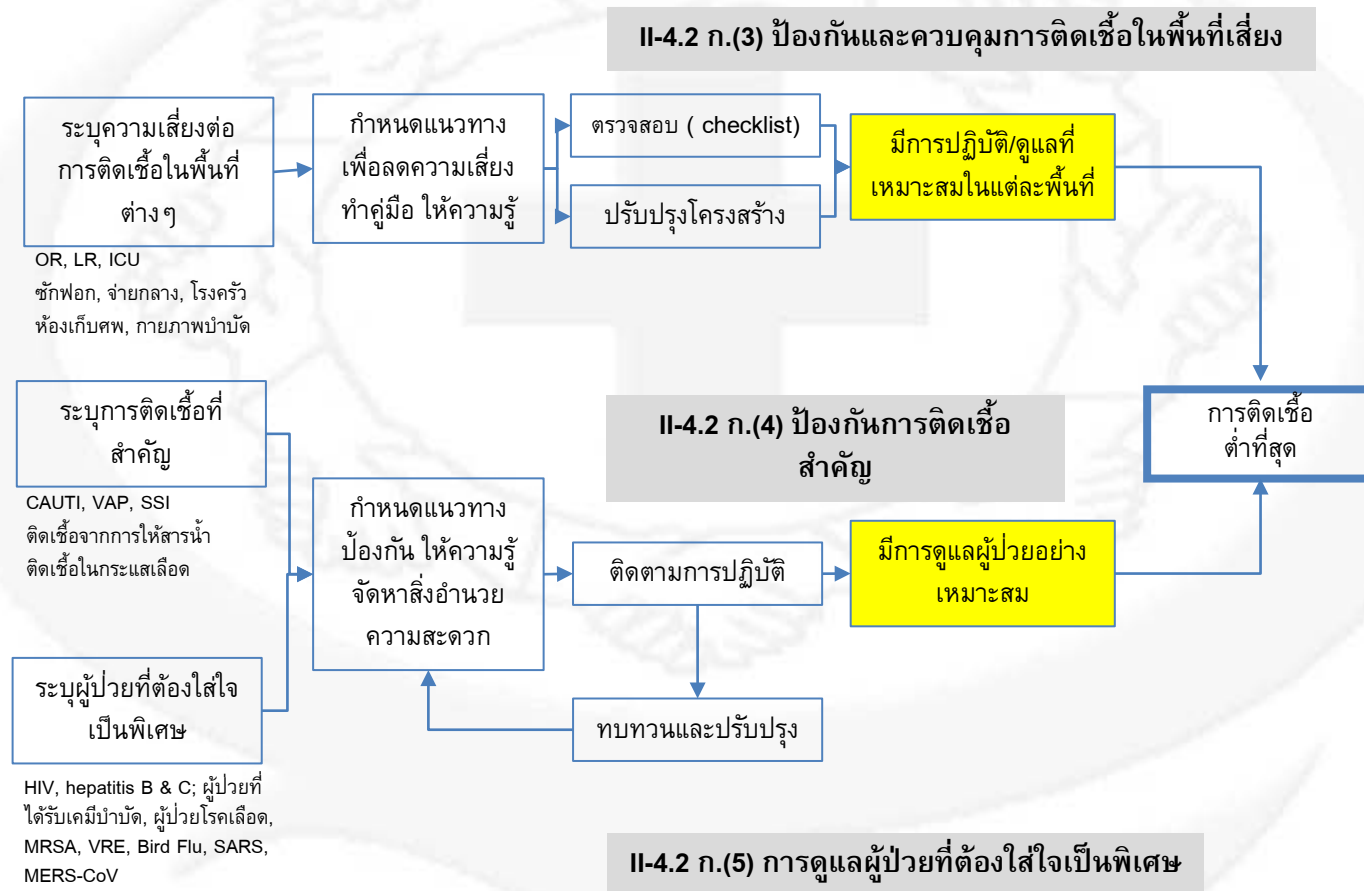 II-4.2 ก.(3) ป้องกันและควบคุมการติดเชื้อในพื้นที่เสี่ยง
ระบุความเสี่ยงต่อ
การติดเชื้อในพื้นที่
ต่างๆ
OR, LR, ICU
ซักฟอก, จ่ายกลาง, โรงครัว
ห้องเก็บศพ, กายภาพบำบัด
กำหนดแนวทาง
เพื่อลดความเสี่ยง
ทำคู่มือ ให้ความรู้
ตรวจสอบ ( checklist)
ปรับปรุงโครงสร้าง
มีการปฏิบัติ/ดูแลที่
เหมาะสมในแต่ละพื้นที่
การติดเชื้อ
ต่ำที่สุด
II-4.2 ก.(4) ป้องกันการติดเชื้อ
สำคัญ
ระบุการติดเชื้อที่
สำคัญ
CAUTI, VAP, SSI
ติดเชื้อจากการให้สารน้ำ
ติดเชื้อในกระแสเลือด
กำหนดแนวทาง
ป้องกัน ให้ความรู้
จัดหาสิ่งอำนวย
ความสะดวก
ติดตามการปฏิบัติ
มีการดูแลผู้ป่วยอย่าง
เหมาะสม
ทบทวนและปรับปรุง
ระบุผู้ป่วยที่ต้องใส่ใจ
เป็นพิเศษ
HIV, hepatitis B & C; ผู้ป่วยที่
ได้รับเคมีบำบัด, ผู้ป่วยโรคเลือด,
MRSA, VRE, Bird Flu, SARS,
MERS-CoV
II-4.2 ก.(5) การดูแลผู้ป่วยที่ต้องใส่ใจเป็นพิเศษ